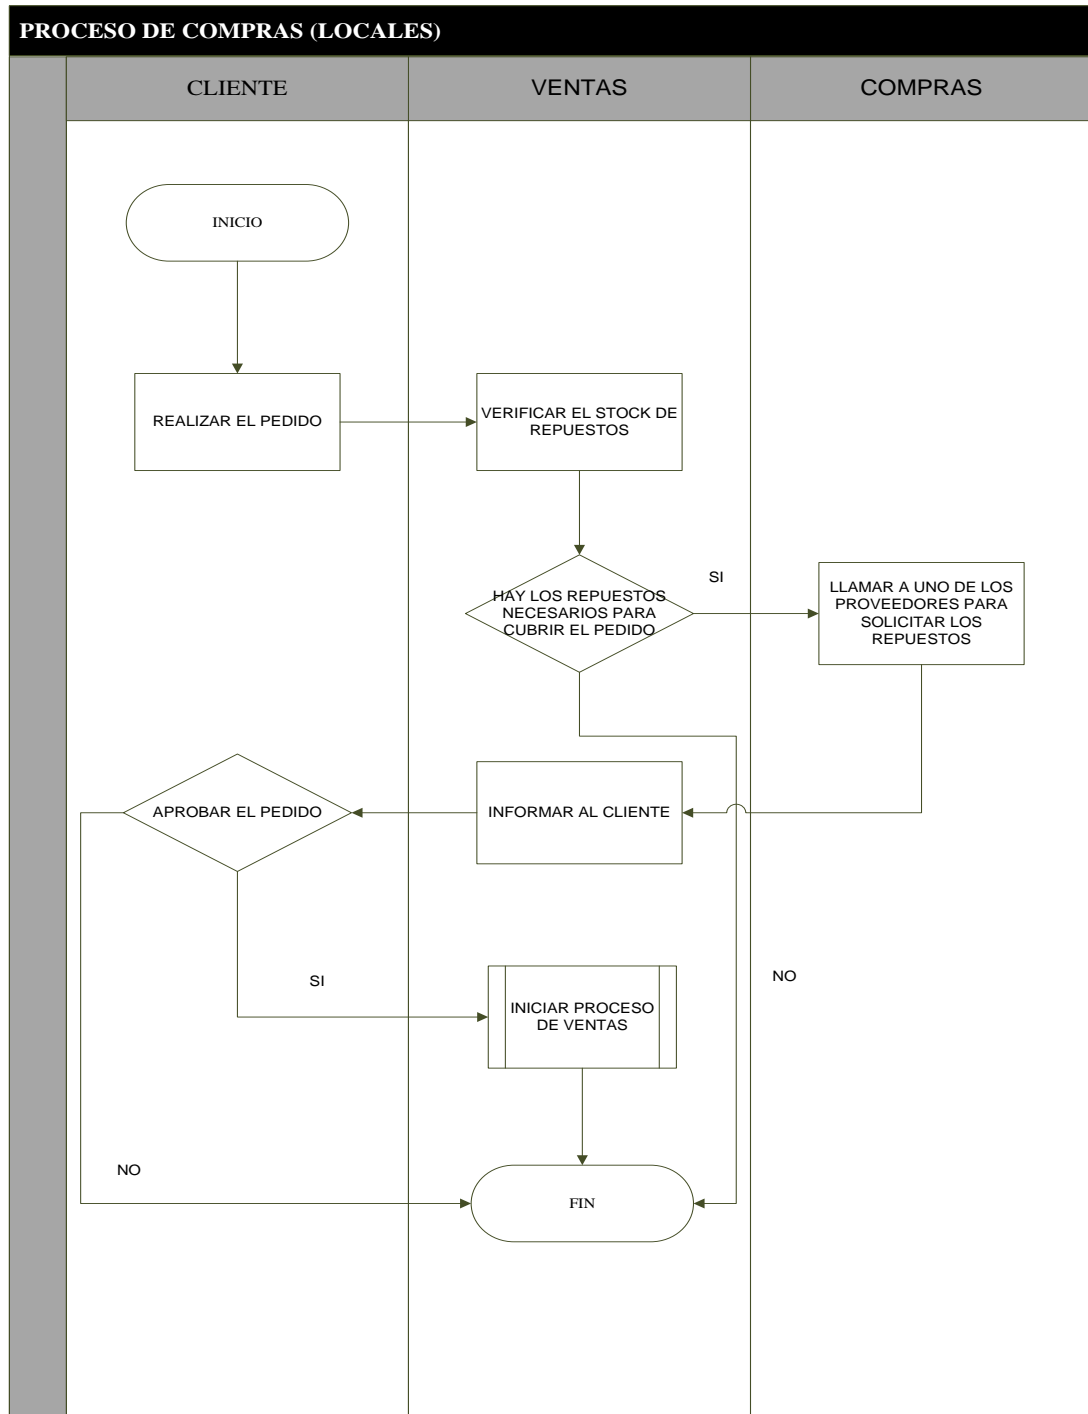 PROCESO DE COMPRAS (LOCALES)
CLIENTE
VENTAS
COMPRAS
INICIO
REALIZAR EL PEDIDO
VERIFICAR EL STOCK DE
REPUESTOS
HAY LOS REPUESTOS
NECESARIOS PARA
CUBRIR EL PEDIDO
SI
LLAMAR A UNO DE LOS
PROVEEDORES PARA
SOLICITAR LOS
REPUESTOS
APROBAR EL PEDIDO
INFORMAR AL CLIENTE
SI
INICIAR PROCESO
DE VENTAS
NO
NO
FIN